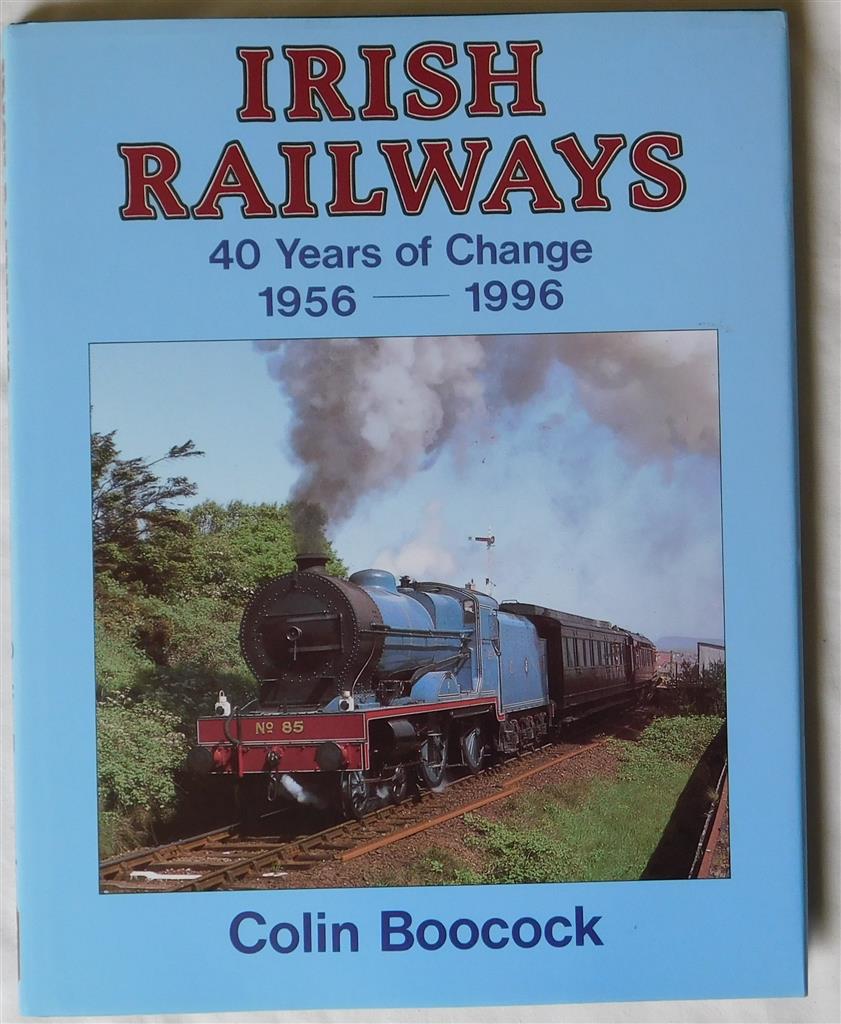 IRISH
RAILWAYS
40 Years of Change
1956 — 1996
Nº 85
Colin Boocock